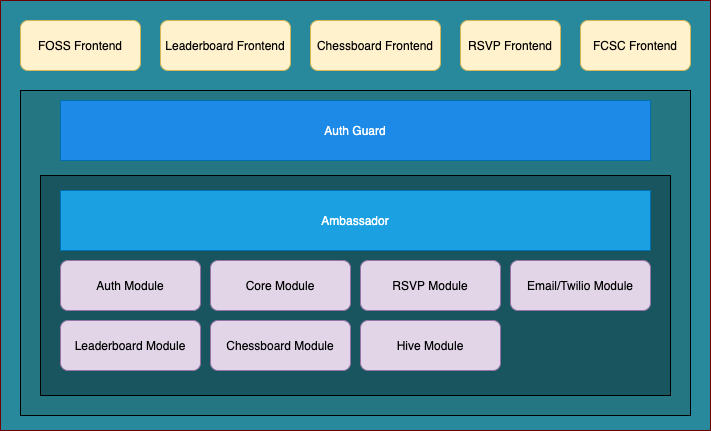 FOSS Frontend
Leaderboard Frontend
Chessboard Frontend
RSVP Frontend
FCSC Frontend
Auth Guard
Ambassador
Auth Module
Core Module
RSVP Module
Email/Twilio Module
Leaderboard Module
Chessboard Module
Hive Module